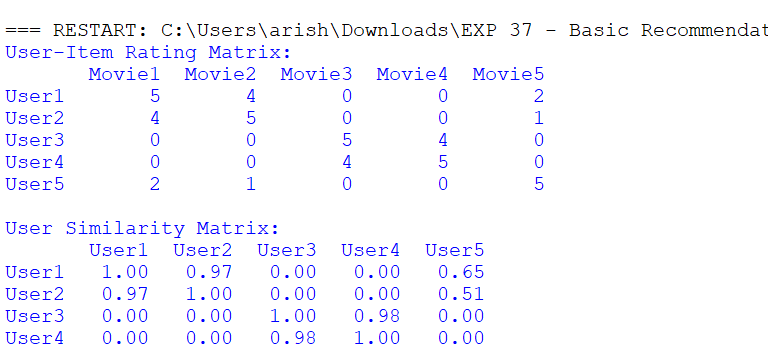 === RESTART: C:\Users\arish\Downloads\EXP 37 - Basic Recommendat
User-Item Rating Matrix:
       Movie1  Movie2  Movie3  Movie4  Movie5
User1       5       4       0       0       2
User2       4       5       0       0       1
User3       0       0       5       4       0
User4       0       0       4       5       0
User5       2       1       0       0       5

User Similarity Matrix:
       User1  User2  User3  User4  User5
User1   1.00   0.97   0.00   0.00   0.65
User2   0.97   1.00   0.00   0.00   0.51
User3   0.00   0.00   1.00   0.98   0.00
User4   0.00   0.00   0.98   1.00   0.00